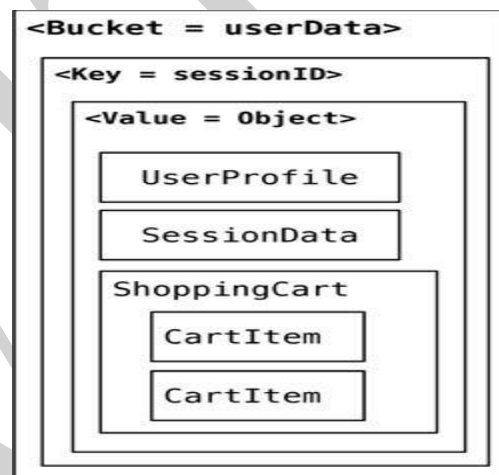 <Bucket = userData>
<Key = sessionID>
<Value = Object>
UserProfile
SessionData
ShoppingCart
CartItem
CartItem